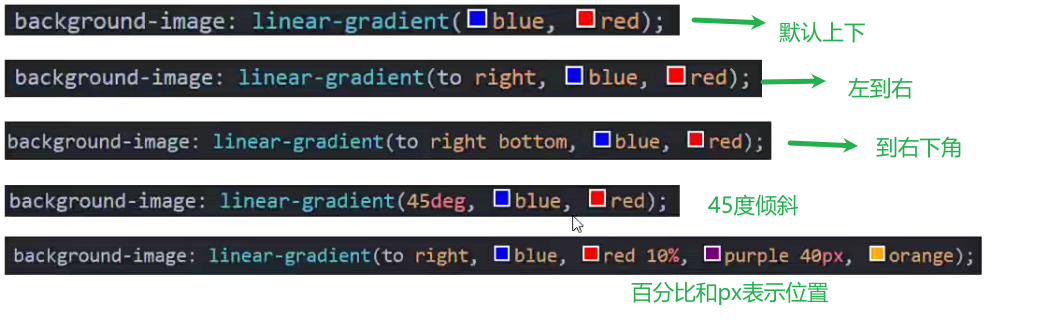 background-image: linear-gradient(blue, red);
默认上下
background-image: linear-gradient(to right, blue, red);
左到右
background-image: linear-gradient(to right bottom, blue, red);
到右下角
background-image: linear-gradient(45deg, blue, red);
45度倾斜
background-image: linear-gradient(to right, blue, red 10%, purple 40px, orange);
百分比和px表示位置